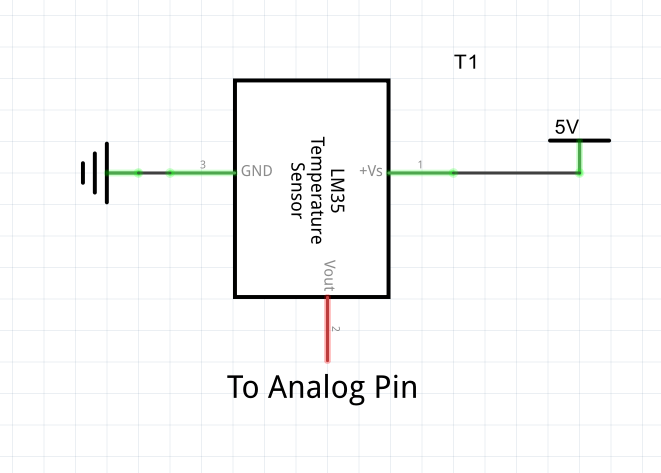 T1
5V
3
GND
LM35
Temperature
Sensor
+Vs
1
Vout
2
To Analog Pin